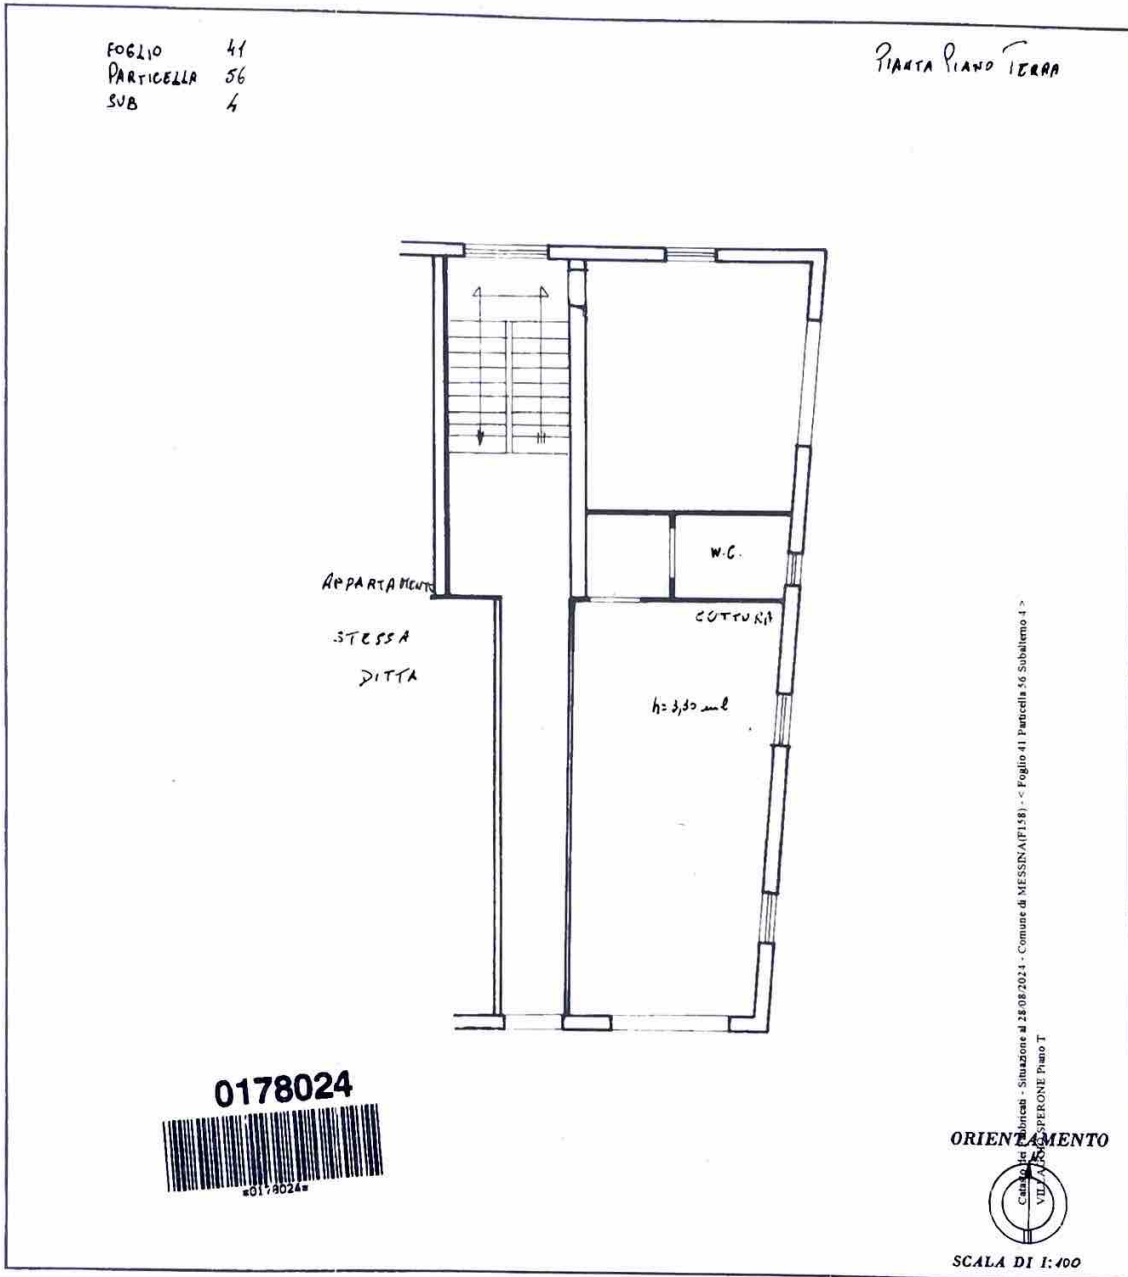 FOGLIO 41
PARTICELLA 56
SUB 4
PIANTA PIANO TERRA
W.C.
APPARTAMENTO
STESSA
DITTA
COTTURA
h=3,30 ml
Catasto dei Fabbricati - Situazione al 28/08/2024 - Comune di MESSINA(F158) - < Foglio 41 Particella 56 Subalterno 4 >
VILLAGGIO SPERONE Piano T
0178024
*0178024*
ORIENTAMENTO
N
SCALA DI 1:100